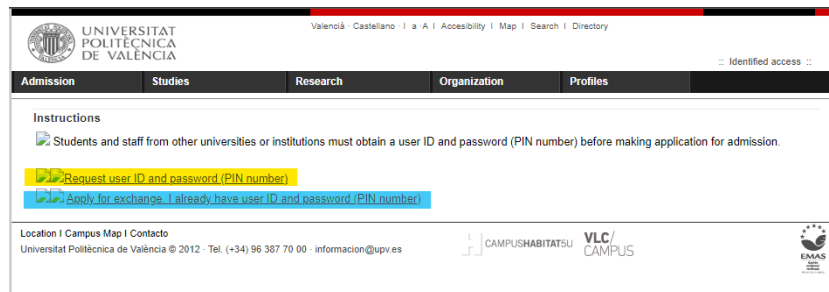 UNIVERSITAT
POLITÈCNICA
DE VALÈNCIA
Valencià · Castellano · I a ·A I Accesibility I Map I Search I Directory
:: Identified access ::
Admission Studies Research Organization Profiles
Instructions
Students and staff from other universities or institutions must obtain a user ID and password (PIN number) before making application for admission.
Request user ID and password (PIN number)
Apply for exchange. I already have user ID and password (PIN number)
Location I Campus Map I Contacto
Universitat Politècnica de València © 2012 · Tel. (+34) 96 387 70 00 · informacion@upv.es
CAMPUSHABITAT5U
VLC/
CAMPUS
EMAS